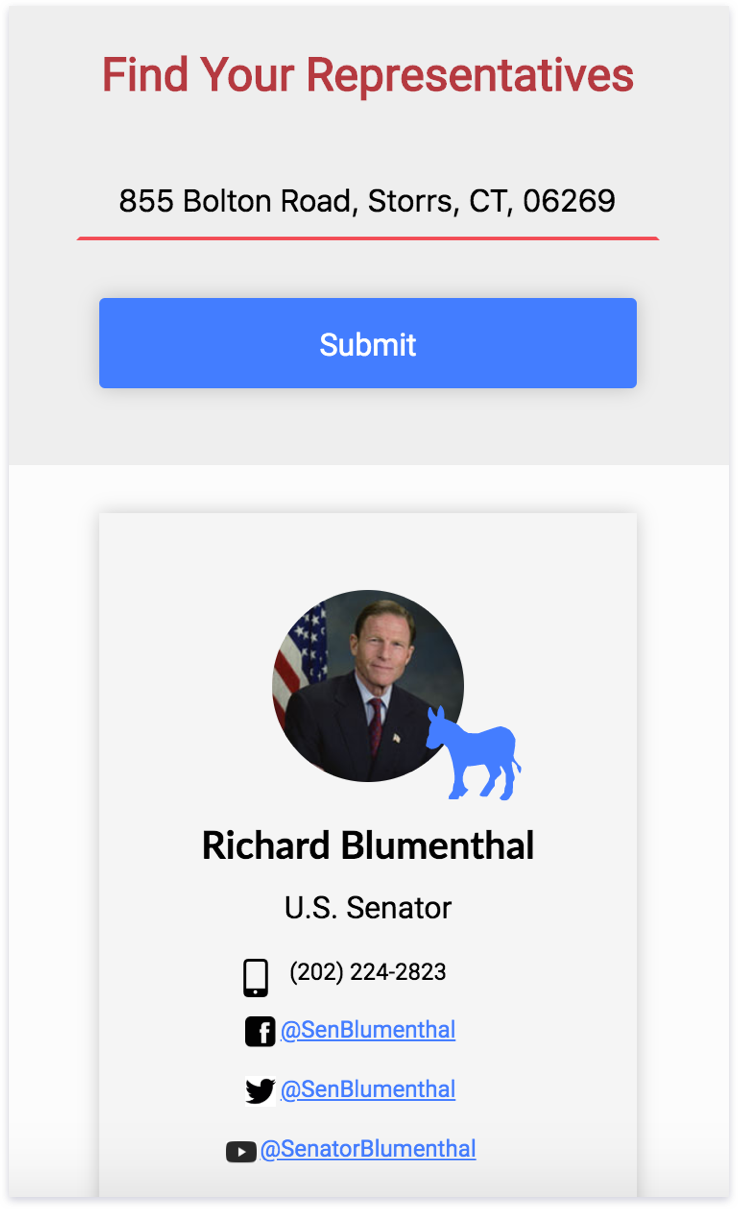 Find Your Representatives
855 Bolton Road, Storrs, CT, 06269
Submit
Richard Blumenthal
U.S. Senator
(202) 224-2823
@SenBlumenthal
@SenBlumenthal
@SenatorBlumenthal